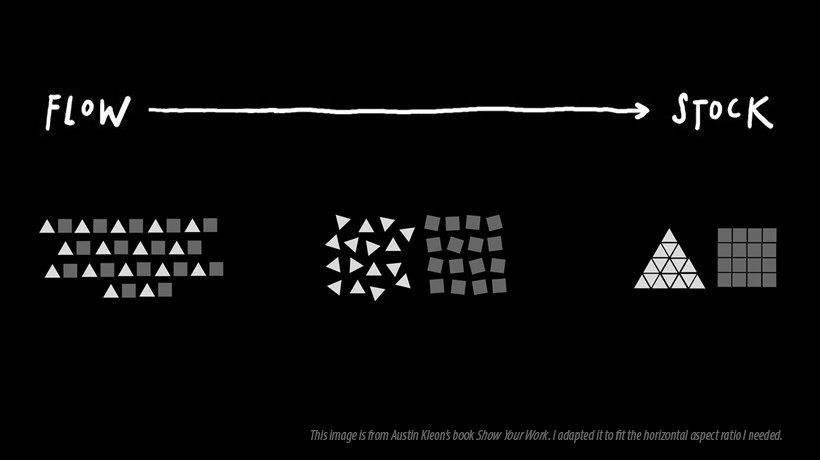 FLOW
STOCK
This image is from Austin Kleon's book Show Your Work. I adapted it to fit the horizontal aspect ratio I needed.